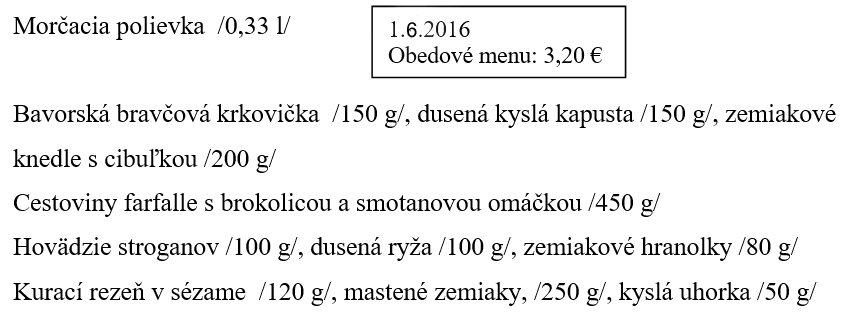 Morčacia polievka /0,33 l/
1.6.2016
Obedové menu: 3,20 €
Bavorská bravčová krkovička /150 g/, dusená kyslá kapusta /150 g/, zemiakové
knedle s cibuľkou /200 g/
Cestoviny farfalle s brokolicou a smotanovou omáčkou /450 g/
Hovädzie stroganov /100 g/, dusená ryža /100 g/, zemiakové hranolky /80 g/
Kurací rezeň v sézame /120 g/, mastené zemiaky, /250 g/, kyslá uhorka /50 g/